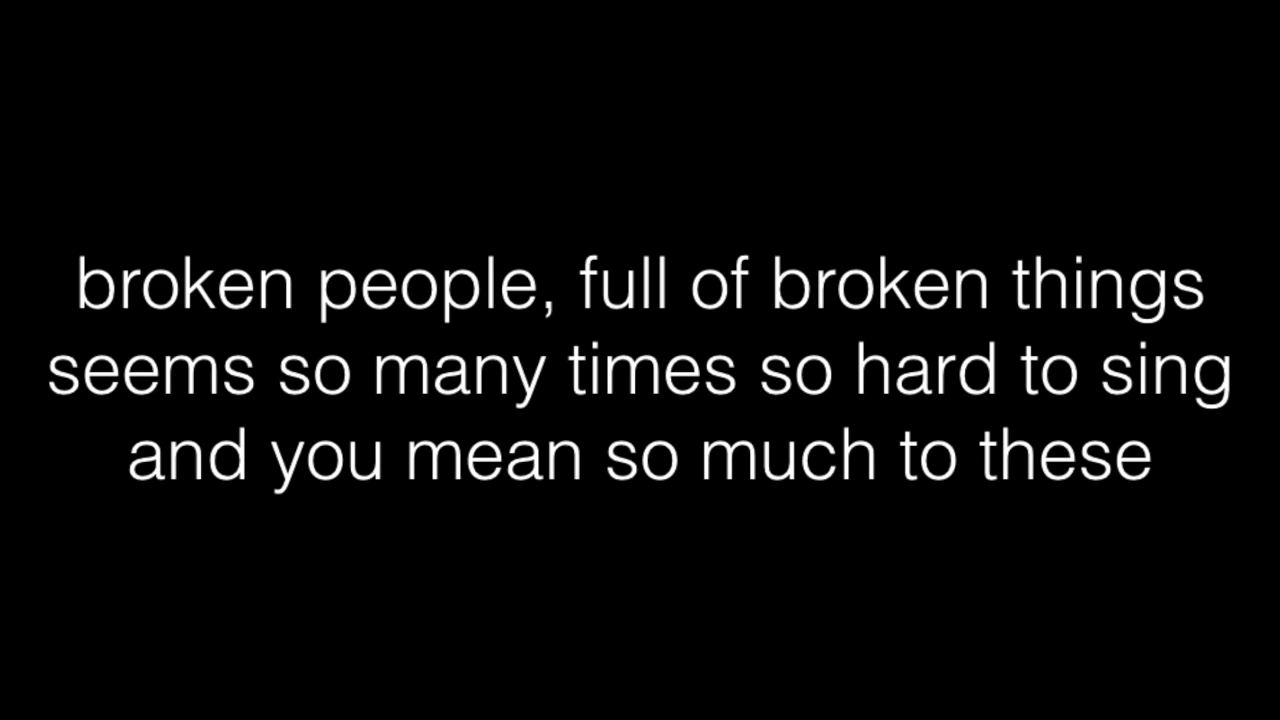 broken people, full of broken things
seems so many times so hard to sing
and you mean so much to these